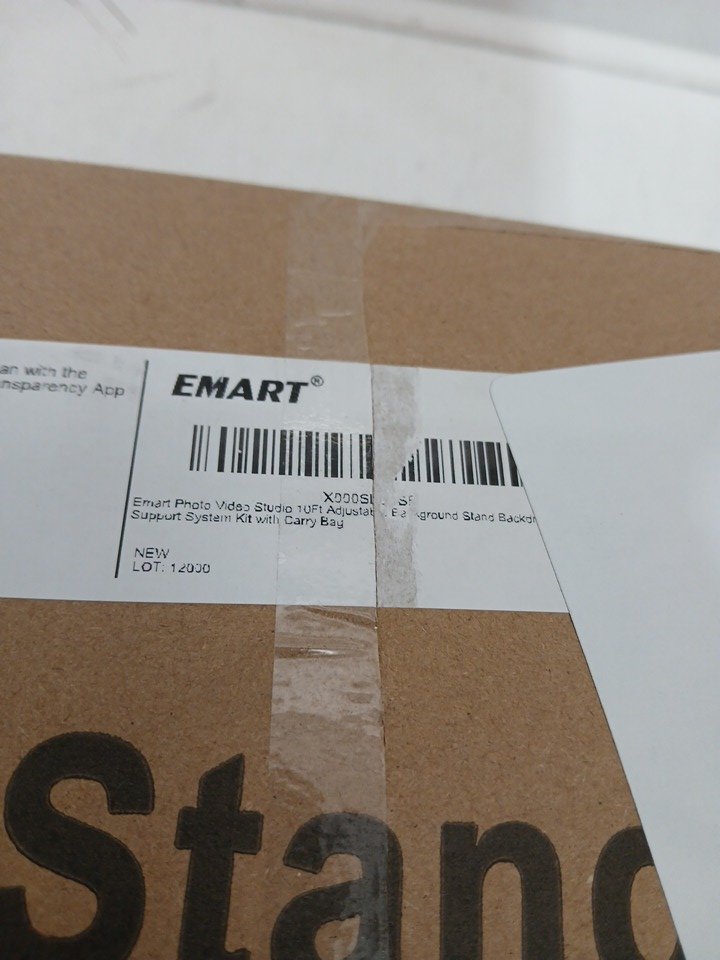 an with the
nsparency App
EMART®
Emart Photo Video Studio 10Ft Adjustab Background Stand Backdr
Support System Kit with Carry Bag
NEW
LOT: 12000
Stand